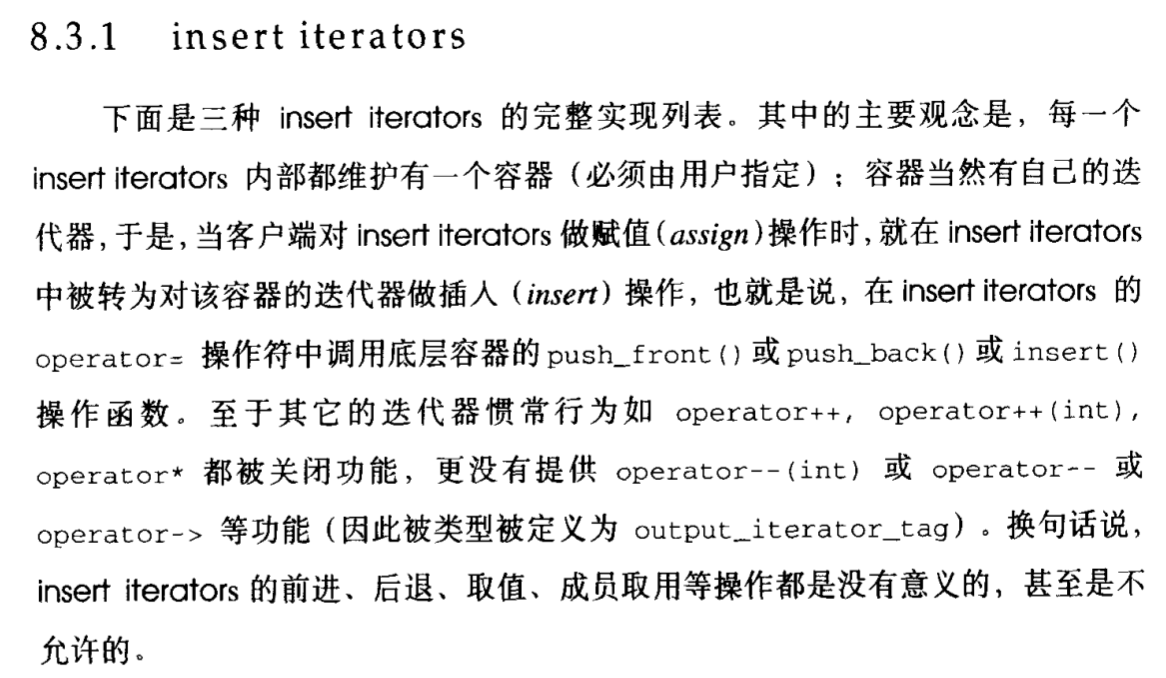 8.3.1 insert iterators
下面是三种 insert iterators 的完整实现列表。其中的主要观念是，每一个
insert iterators 内部都维护有一个容器（必须由用户指定）；容器当然有自己的迭
代器，于是，当客户端对 insert iterators 做赋值(assign)操作时，就在 insert iterators
中被转为对该容器的迭代器做插入（insert）操作，也就是说，在 insert iterators 的
operator= 操作符中调用底层容器的 push_front()或 push_back()或 insert()
操作函数。至于其它的迭代器惯常行为如 operator++, operator++(int),
operator* 都被关闭功能，更没有提供 operator--(int) 或 operator-- 或
operator-> 等功能（因此被类型被定义为 output_iterator_tag）。换句话说，
insert iterators 的前进、后退、取值、成员取用等操作都是没有意义的，甚至是不
允许的。